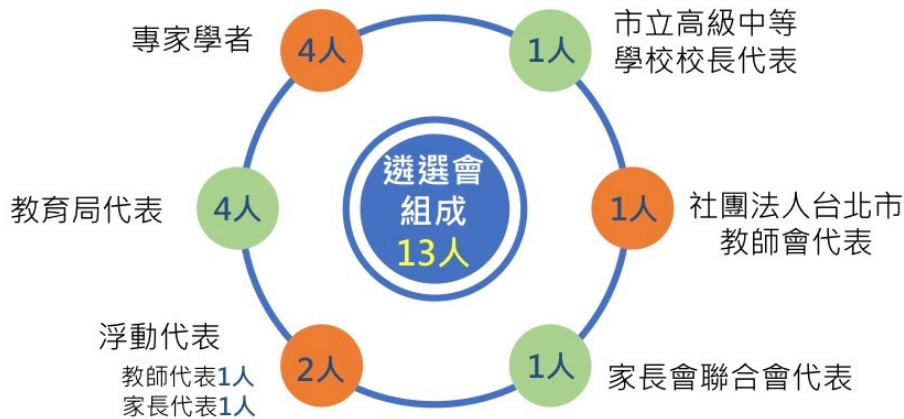 遴選會
組成
13人
專家學者
4人
1人
市立高級中等
學校校長代表
教育局代表
4人
1人
社團法人台北市
教師會代表
浮動代表
教師代表1人
家長代表1人
2人
1人
家長會聯合會代表